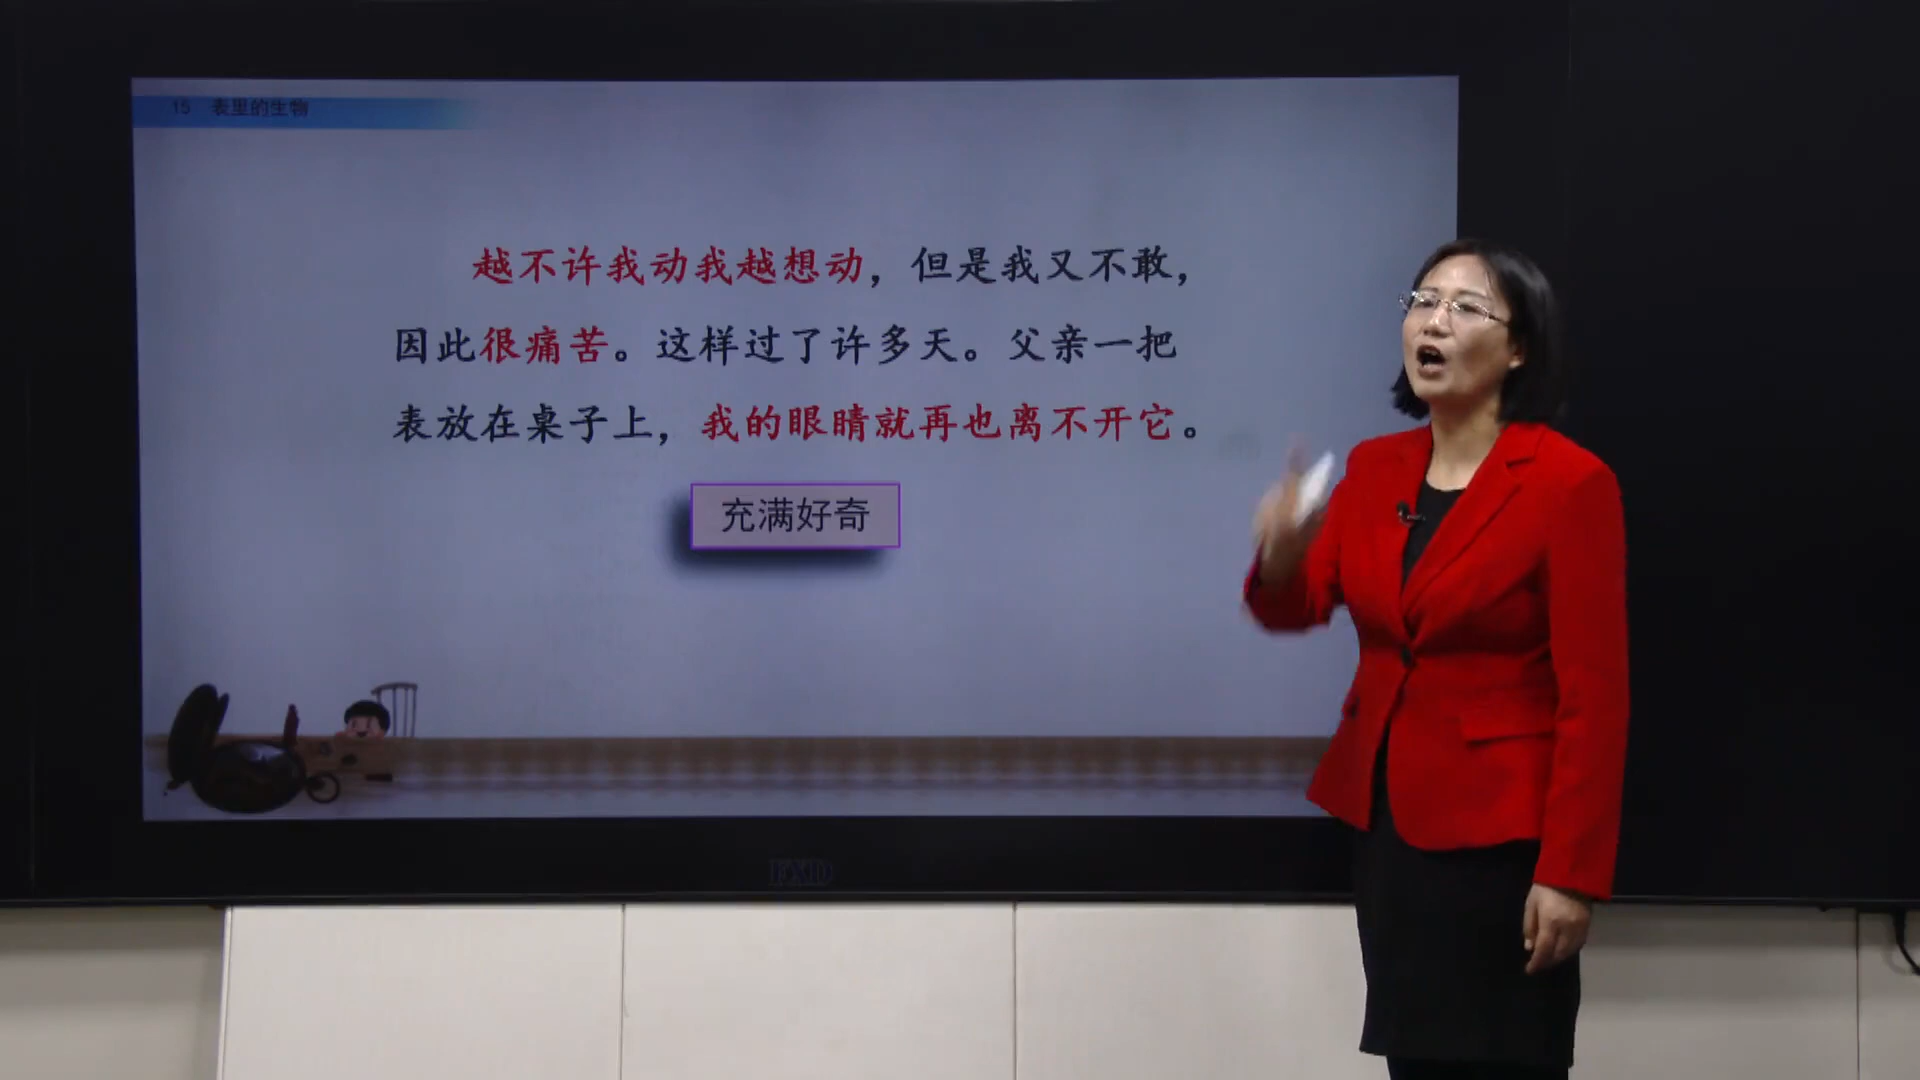 15 表里的生物
越不许我动我越想动，但是我又不敢，
因此很痛苦。这样过了许多天。父亲一把
表放在桌子上，我的眼睛就再也离不开它。
充满好奇
EXD